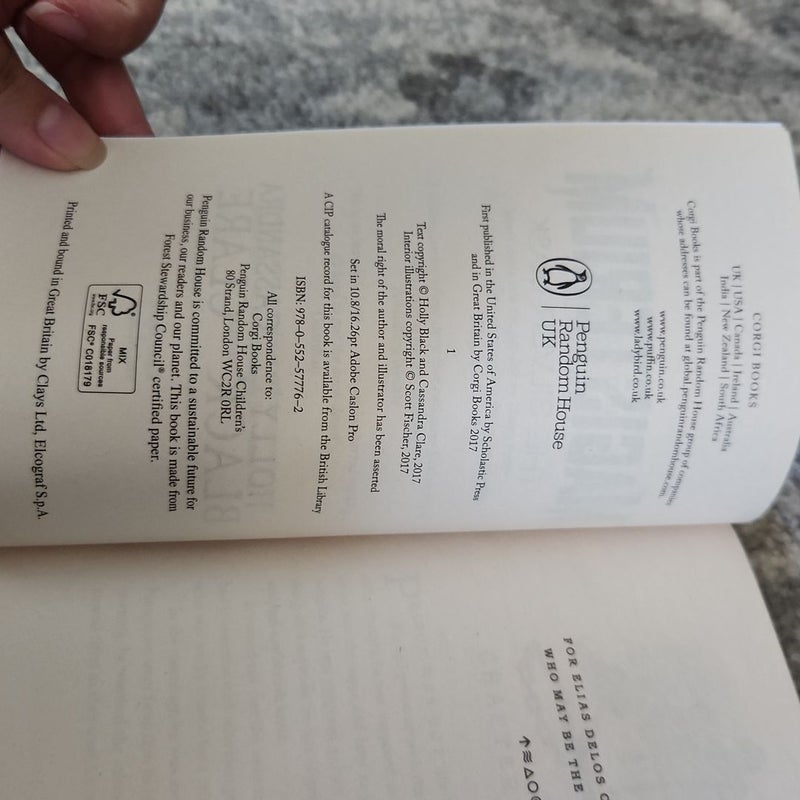 CORGI BOOKS
UK | USA | Canada | Ireland | Australia
India | New Zealand | South Africa
Corgi Books is part of the Penguin Random House group of companies
whose addresses can be found at global.penguinrandomhouse.com.
www.penguin.co.uk
www.puffin.co.uk
www.ladybird.co.uk
Penguin
Random House
UK
First published in the United States of America by Scholastic Press
and in Great Britain by Corgi Books 2017
1
Text copyright © Holly Black and Cassandra Clare, 2017
Interior illustrations copyright © Scott Fischer, 2017
The moral right of the author and illustrator has been asserted
Set in 10.8/16.26pt Adobe Caslon Pro
A CIP catalogue record for this book is available from the British Library
ISBN: 978–0–552–57776–2
All correspondence to:
Corgi Books
Penguin Random House Children's
80 Strand, London WC2R 0RL
Penguin Random House is committed to a sustainable future for
our business, our readers and our planet. This book is made from
Forest Stewardship Council® certified paper.
MIX
Paper from
responsible sources
FSC
FSC® C018179
Printed and bound in Great Britain by Clays Ltd, Elcograf S.p.A.
FOR ELIAS DELOS
WHO MAY BE THE